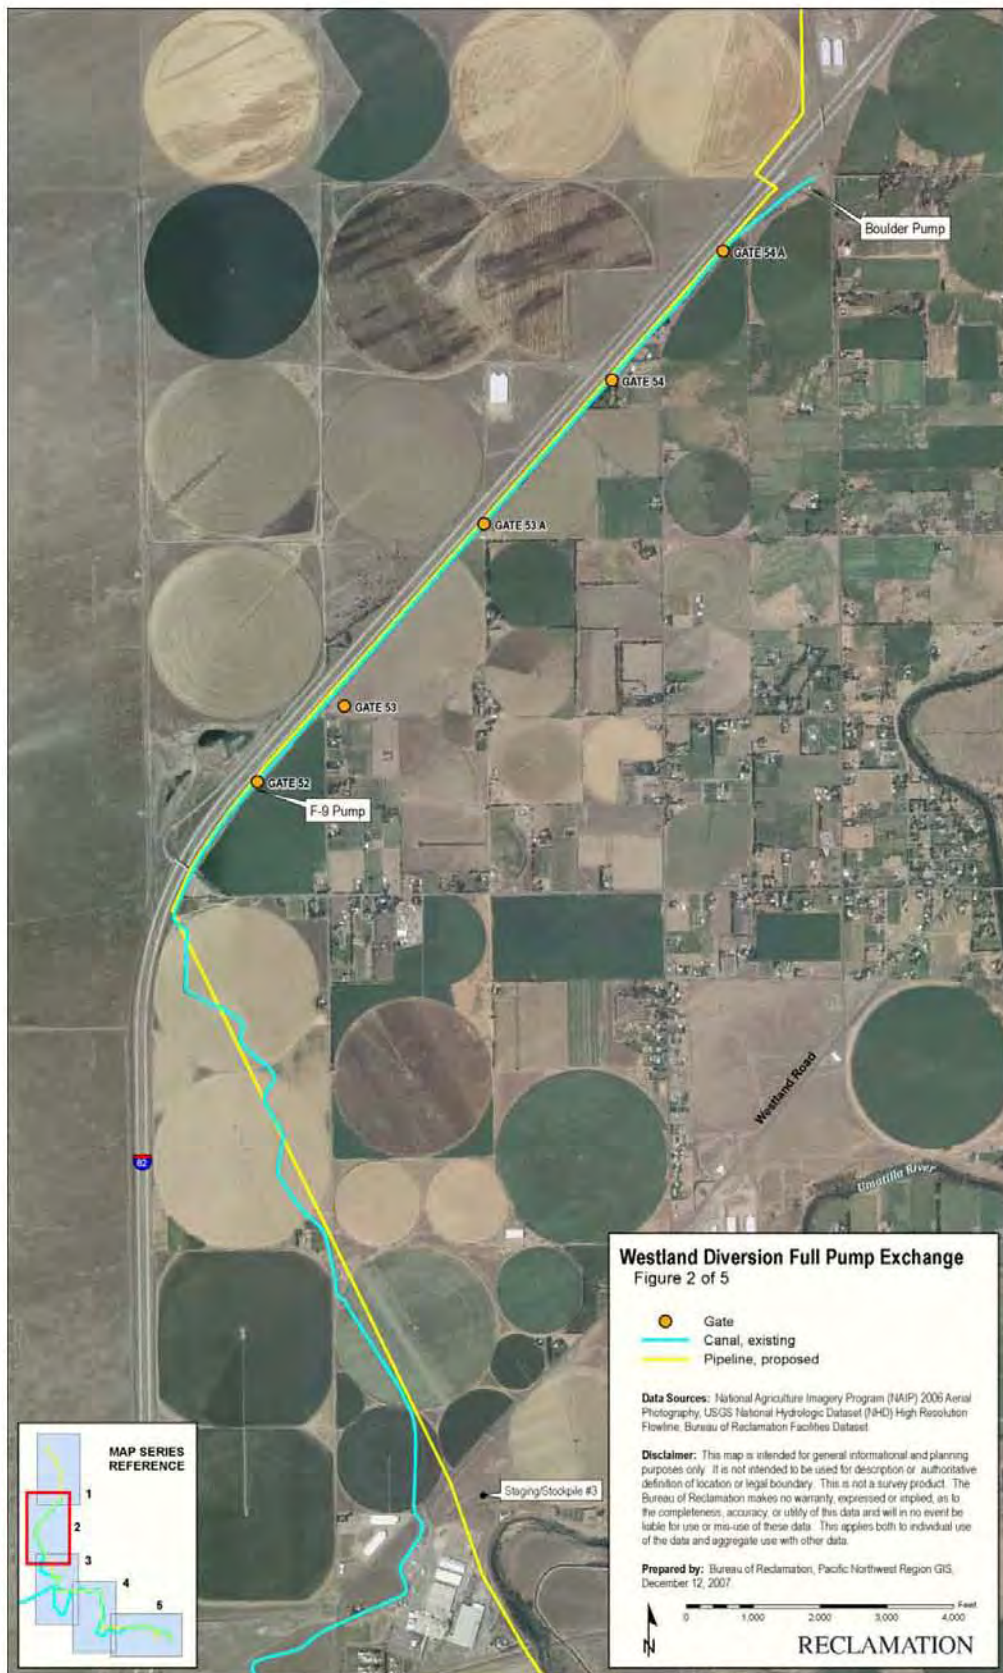 Boulder Pump
GATE 54 A
GATE 54
GATE 53 A
GATE 53
GATE 52
F-9 Pump
Westland Road
82
Umatilla River
Staging/Stockpile #3
Westland Diversion Full Pump Exchange
Figure 2 of 5
Gate
Canal, existing
Pipeline, proposed
Data Sources: National Agriculture Imagery Program (NAIP) 2006 Aerial
Photography, USGS National Hydrologic Dataset (NHD) High Resolution
Flowline, Bureau of Reclamation Facilities Dataset
Disclaimer: This map is intended for general informational and planning
purposes only. It is not intended to be used for description or authoritative
definition of location or legal boundary. This is not a survey product. The
Bureau of Reclamation makes no warranty, expressed or implied, as to
the completeness, accuracy, or utility of this data and will in no event be
liable for use or mis-use of these data. This applies both to individual use
of the data and aggregate use with other data.
Prepared by: Bureau of Reclamation, Pacific Northwest Region GIS,
December 12, 2007
N
0 1,000 2,000 3,000 4,000 Feet
RECLAMATION
MAP SERIES
REFERENCE
1
2
3
4
5